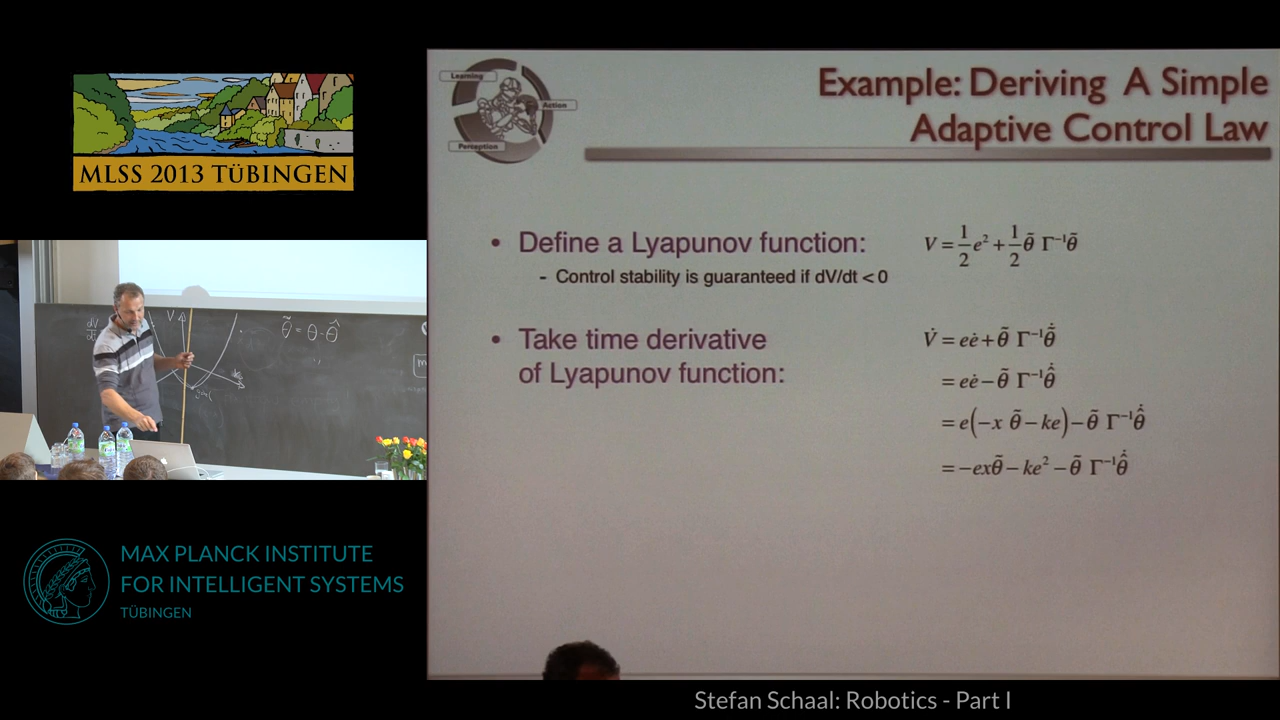 MLSS 2013 TÜBINGEN
Learning
Action
Perception
Example: Deriving A Simple
Adaptive Control Law
• Define a Lyapunov function:
V = 1/2 e² + 1/2 θ̃ Γ⁻¹θ̃
- Control stability is guaranteed if dV/dt < 0
• Take time derivative
of Lyapunov function:
V̇ = eė + θ̃ Γ⁻¹θ̃̇
= eė − θ̃ Γ⁻¹θ̂̇
= e(−x θ̃ − ke) − θ̃ Γ⁻¹θ̂̇
= −exθ̃ − ke² − θ̃ Γ⁻¹θ̂̇
dV
dt
V
θ̃ = θ - θ̂
MAX PLANCK INSTITUTE
FOR INTELLIGENT SYSTEMS
TÜBINGEN
Stefan Schaal: Robotics - Part I